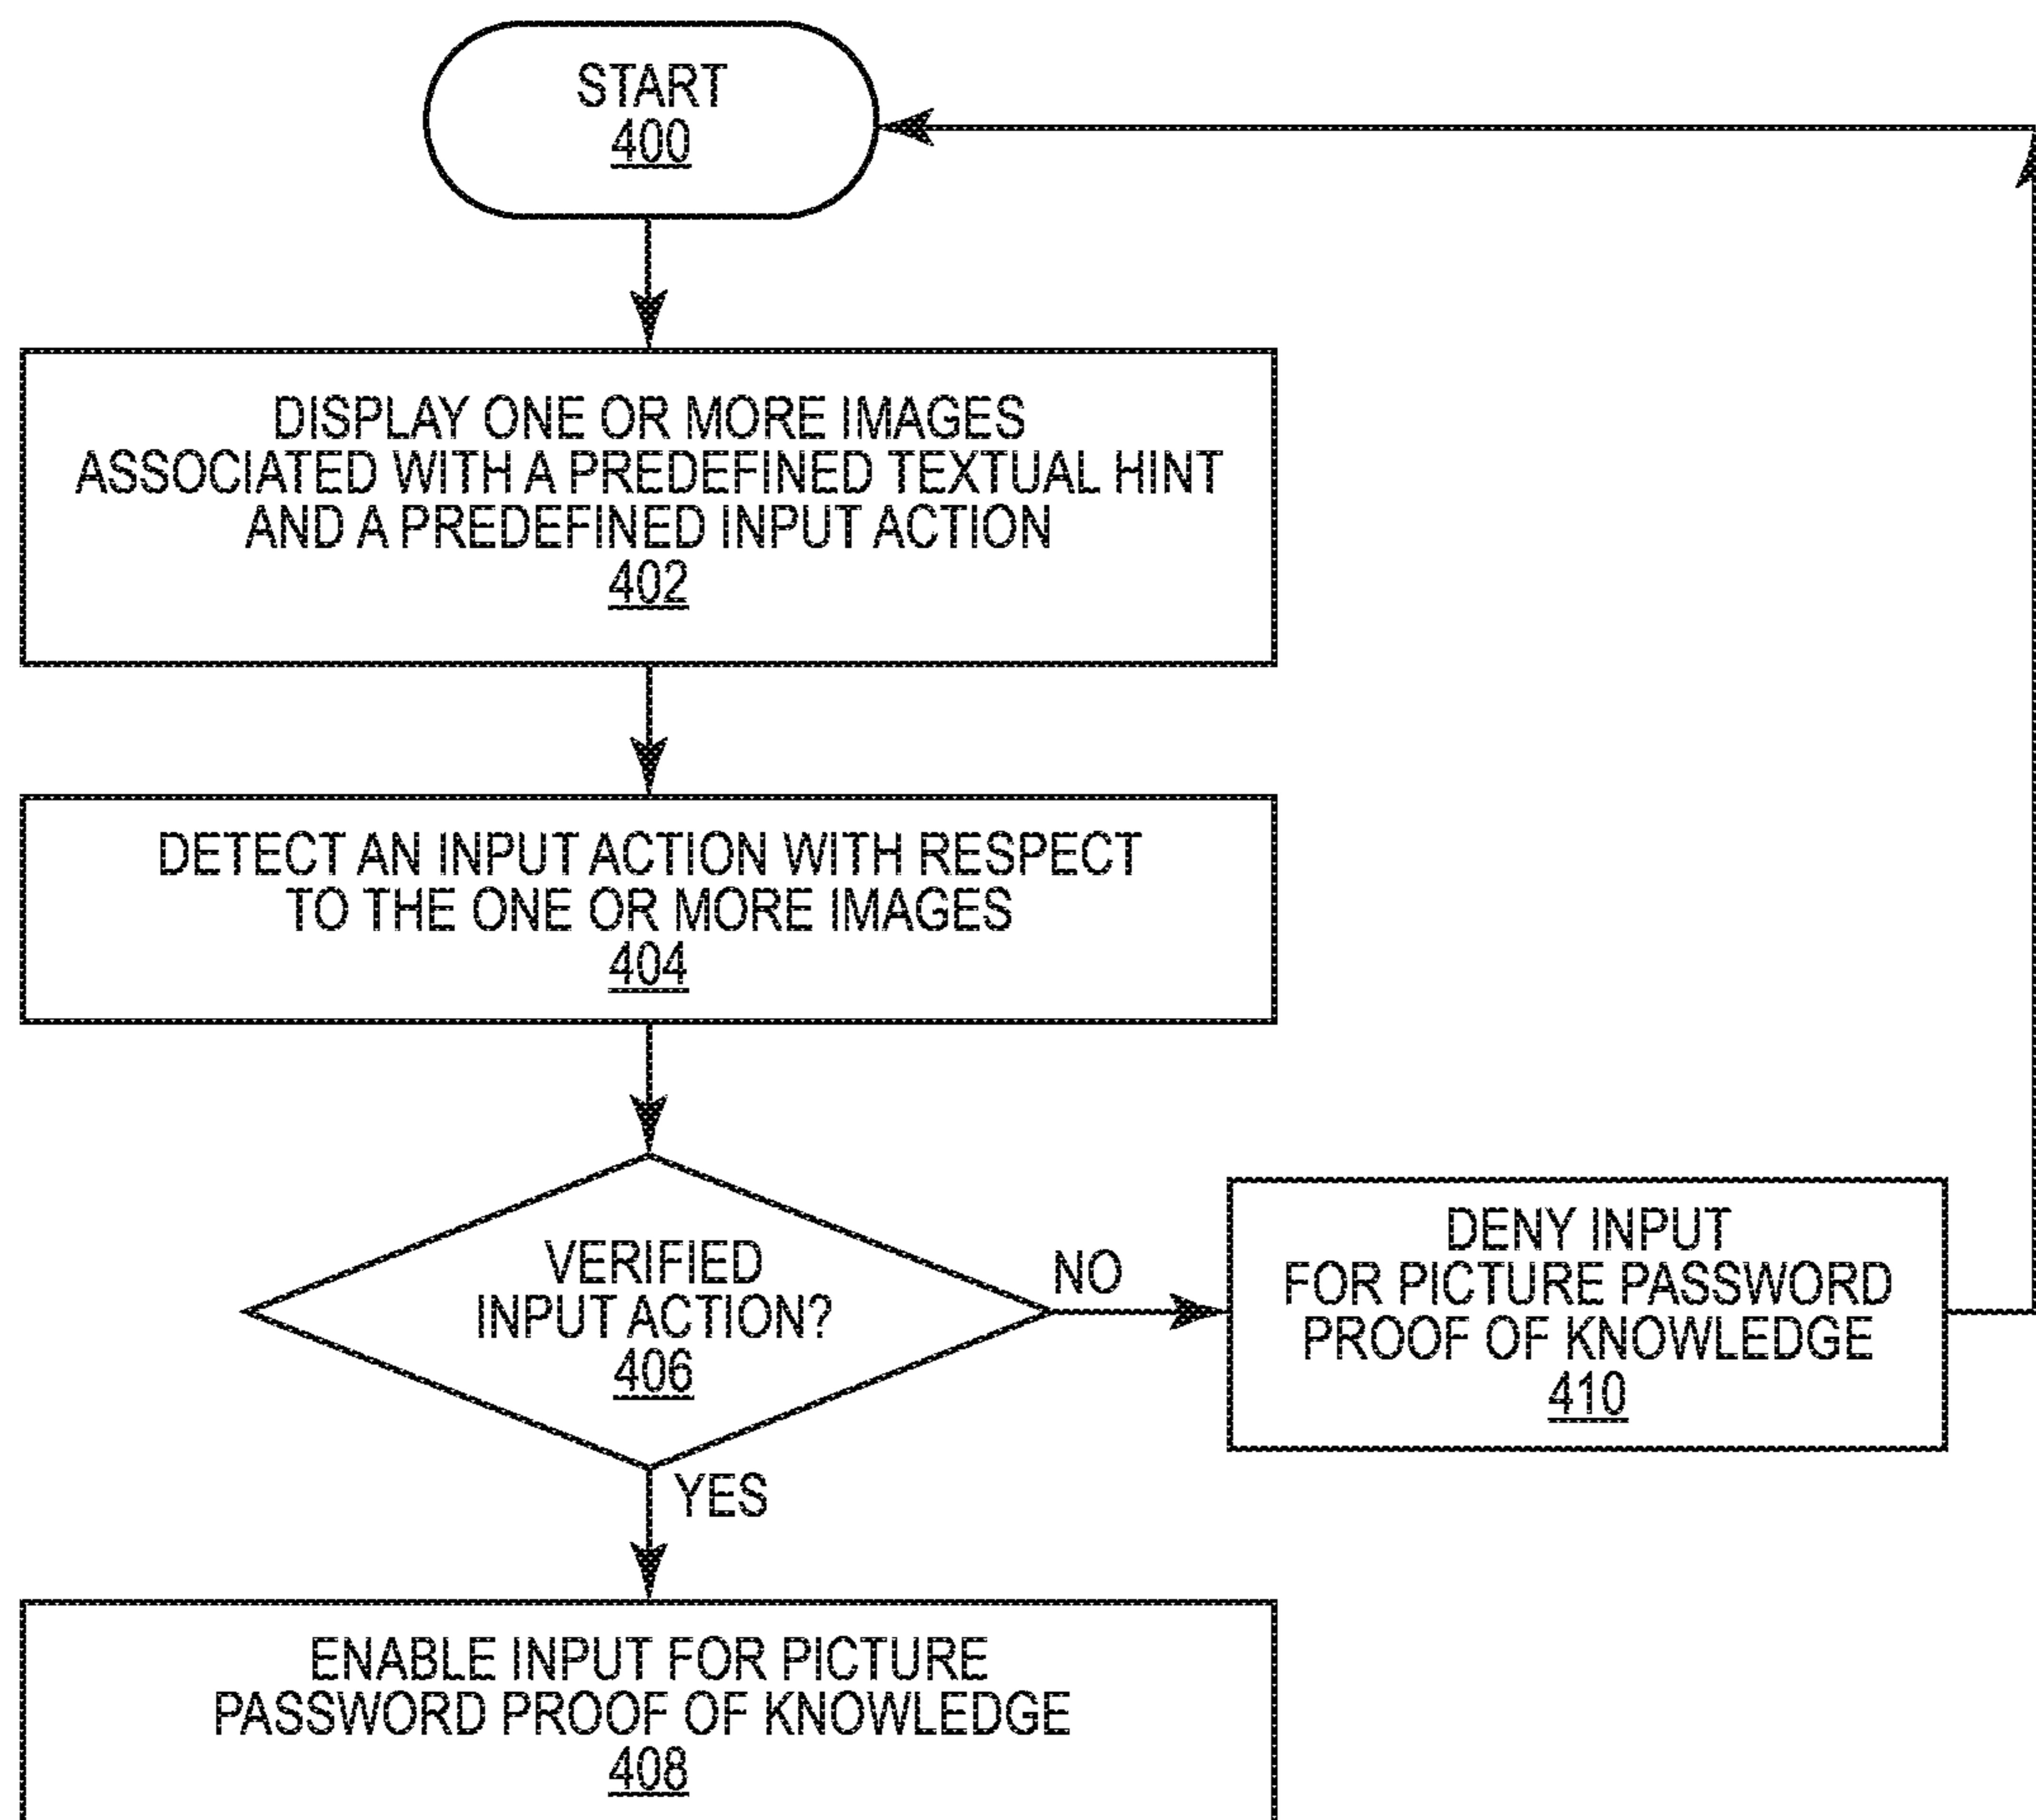 START
400
DISPLAY ONE OR MORE IMAGES
ASSOCIATED WITH A PREDEFINED TEXTUAL HINT
AND A PREDEFINED INPUT ACTION
402
DETECT AN INPUT ACTION WITH RESPECT
TO THE ONE OR MORE IMAGES
404
VERIFIED
INPUT ACTION?
406
NO
DENY INPUT
FOR PICTURE PASSWORD
PROOF OF KNOWLEDGE
410
YES
ENABLE INPUT FOR PICTURE
PASSWORD PROOF OF KNOWLEDGE
408